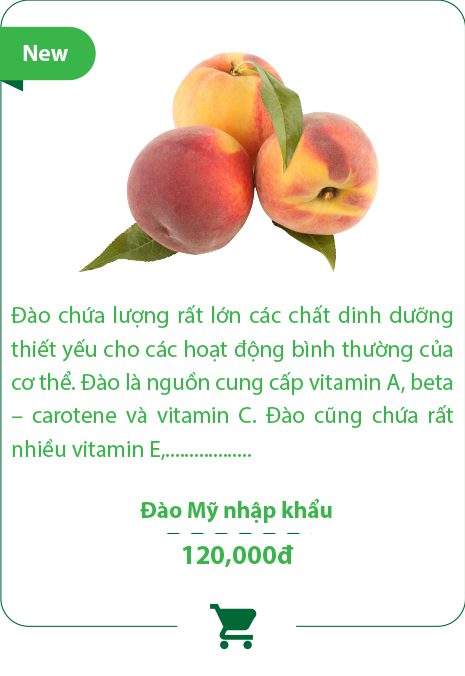 New
Đào chứa lượng rất lớn các chất dinh dưỡng
thiết yếu cho các hoạt động bình thường của
cơ thể. Đào là nguồn cung cấp vitamin A, beta
– carotene và vitamin C. Đào cũng chứa rất
nhiều vitamin E,..................
Đào Mỹ nhập khẩu
120,000đ